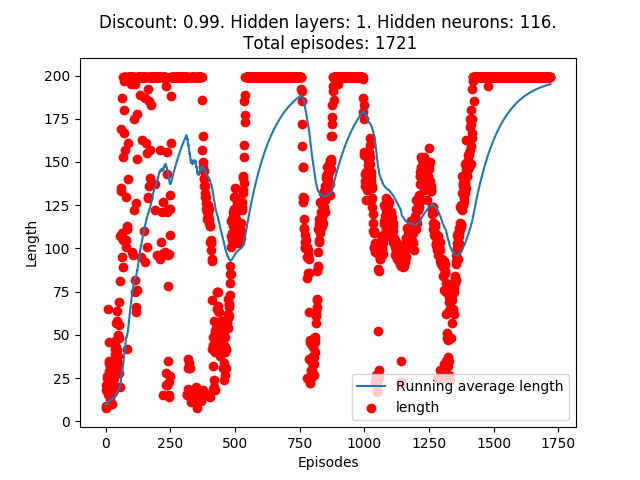 Discount: 0.99. Hidden layers: 1. Hidden neurons: 116.
Total episodes: 1721
200
175
150
125
100
75
50
25
0
Length
0
250
500
750
1000
1250
1500
1750
Episodes
Running average length
length